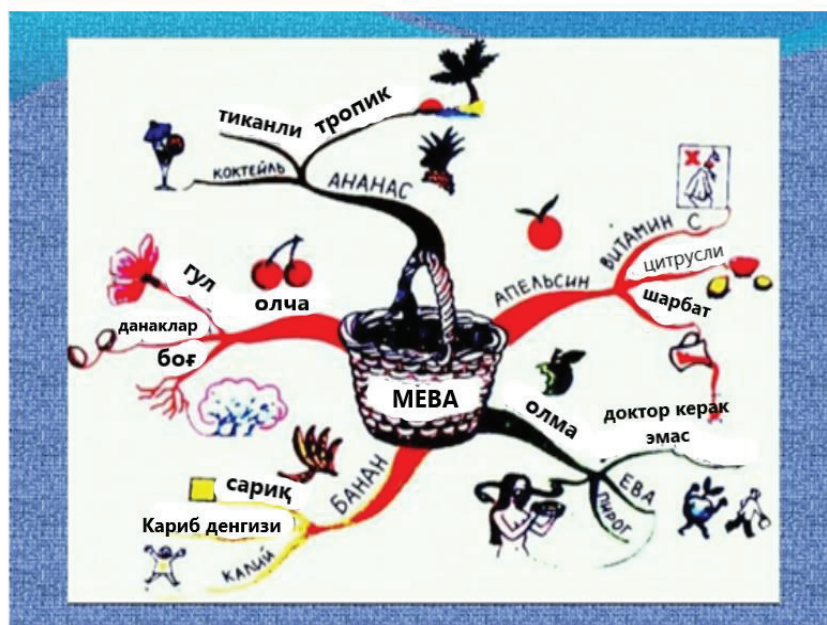 тиканли
тропик
коктейль
АНАНАС
гул
олча
данаклар
боғ
АПЕЛЬСИН
ВИТАМИН C
цитрусли
шарбат
МЕВА
олма
доктор керак
эмас
ЕВА
ПИРОГ
БАНАН
сариқ
Кариб денгизи
КАЛИЙ